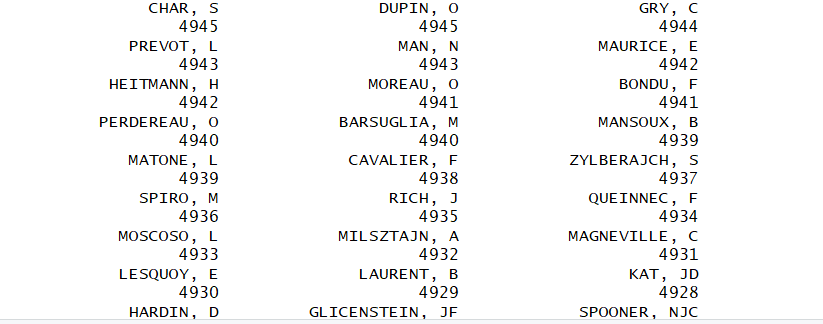 CHAR, S DUPIN, O GRY, C
4945 4945 4944
PREVOT, L MAN, N MAURICE, E
4943 4943 4942
HEITMANN, H MOREAU, O BONDU, F
4942 4941 4941
PERDEREAU, O BARSUGLIA, M MANSOUX, B
4940 4940 4939
MATONE, L CAVALIER, F ZYLBERAJCH, S
4939 4938 4937
SPIRO, M RICH, J QUEINNEC, F
4936 4935 4934
MOSCOSO, L MILSZTAJN, A MAGNEVILLE, C
4933 4932 4931
LESQUOY, E LAURENT, B KAT, JD
4930 4929 4928
HARDIN, D GLICENSTEIN, JF SPOONER, NJC